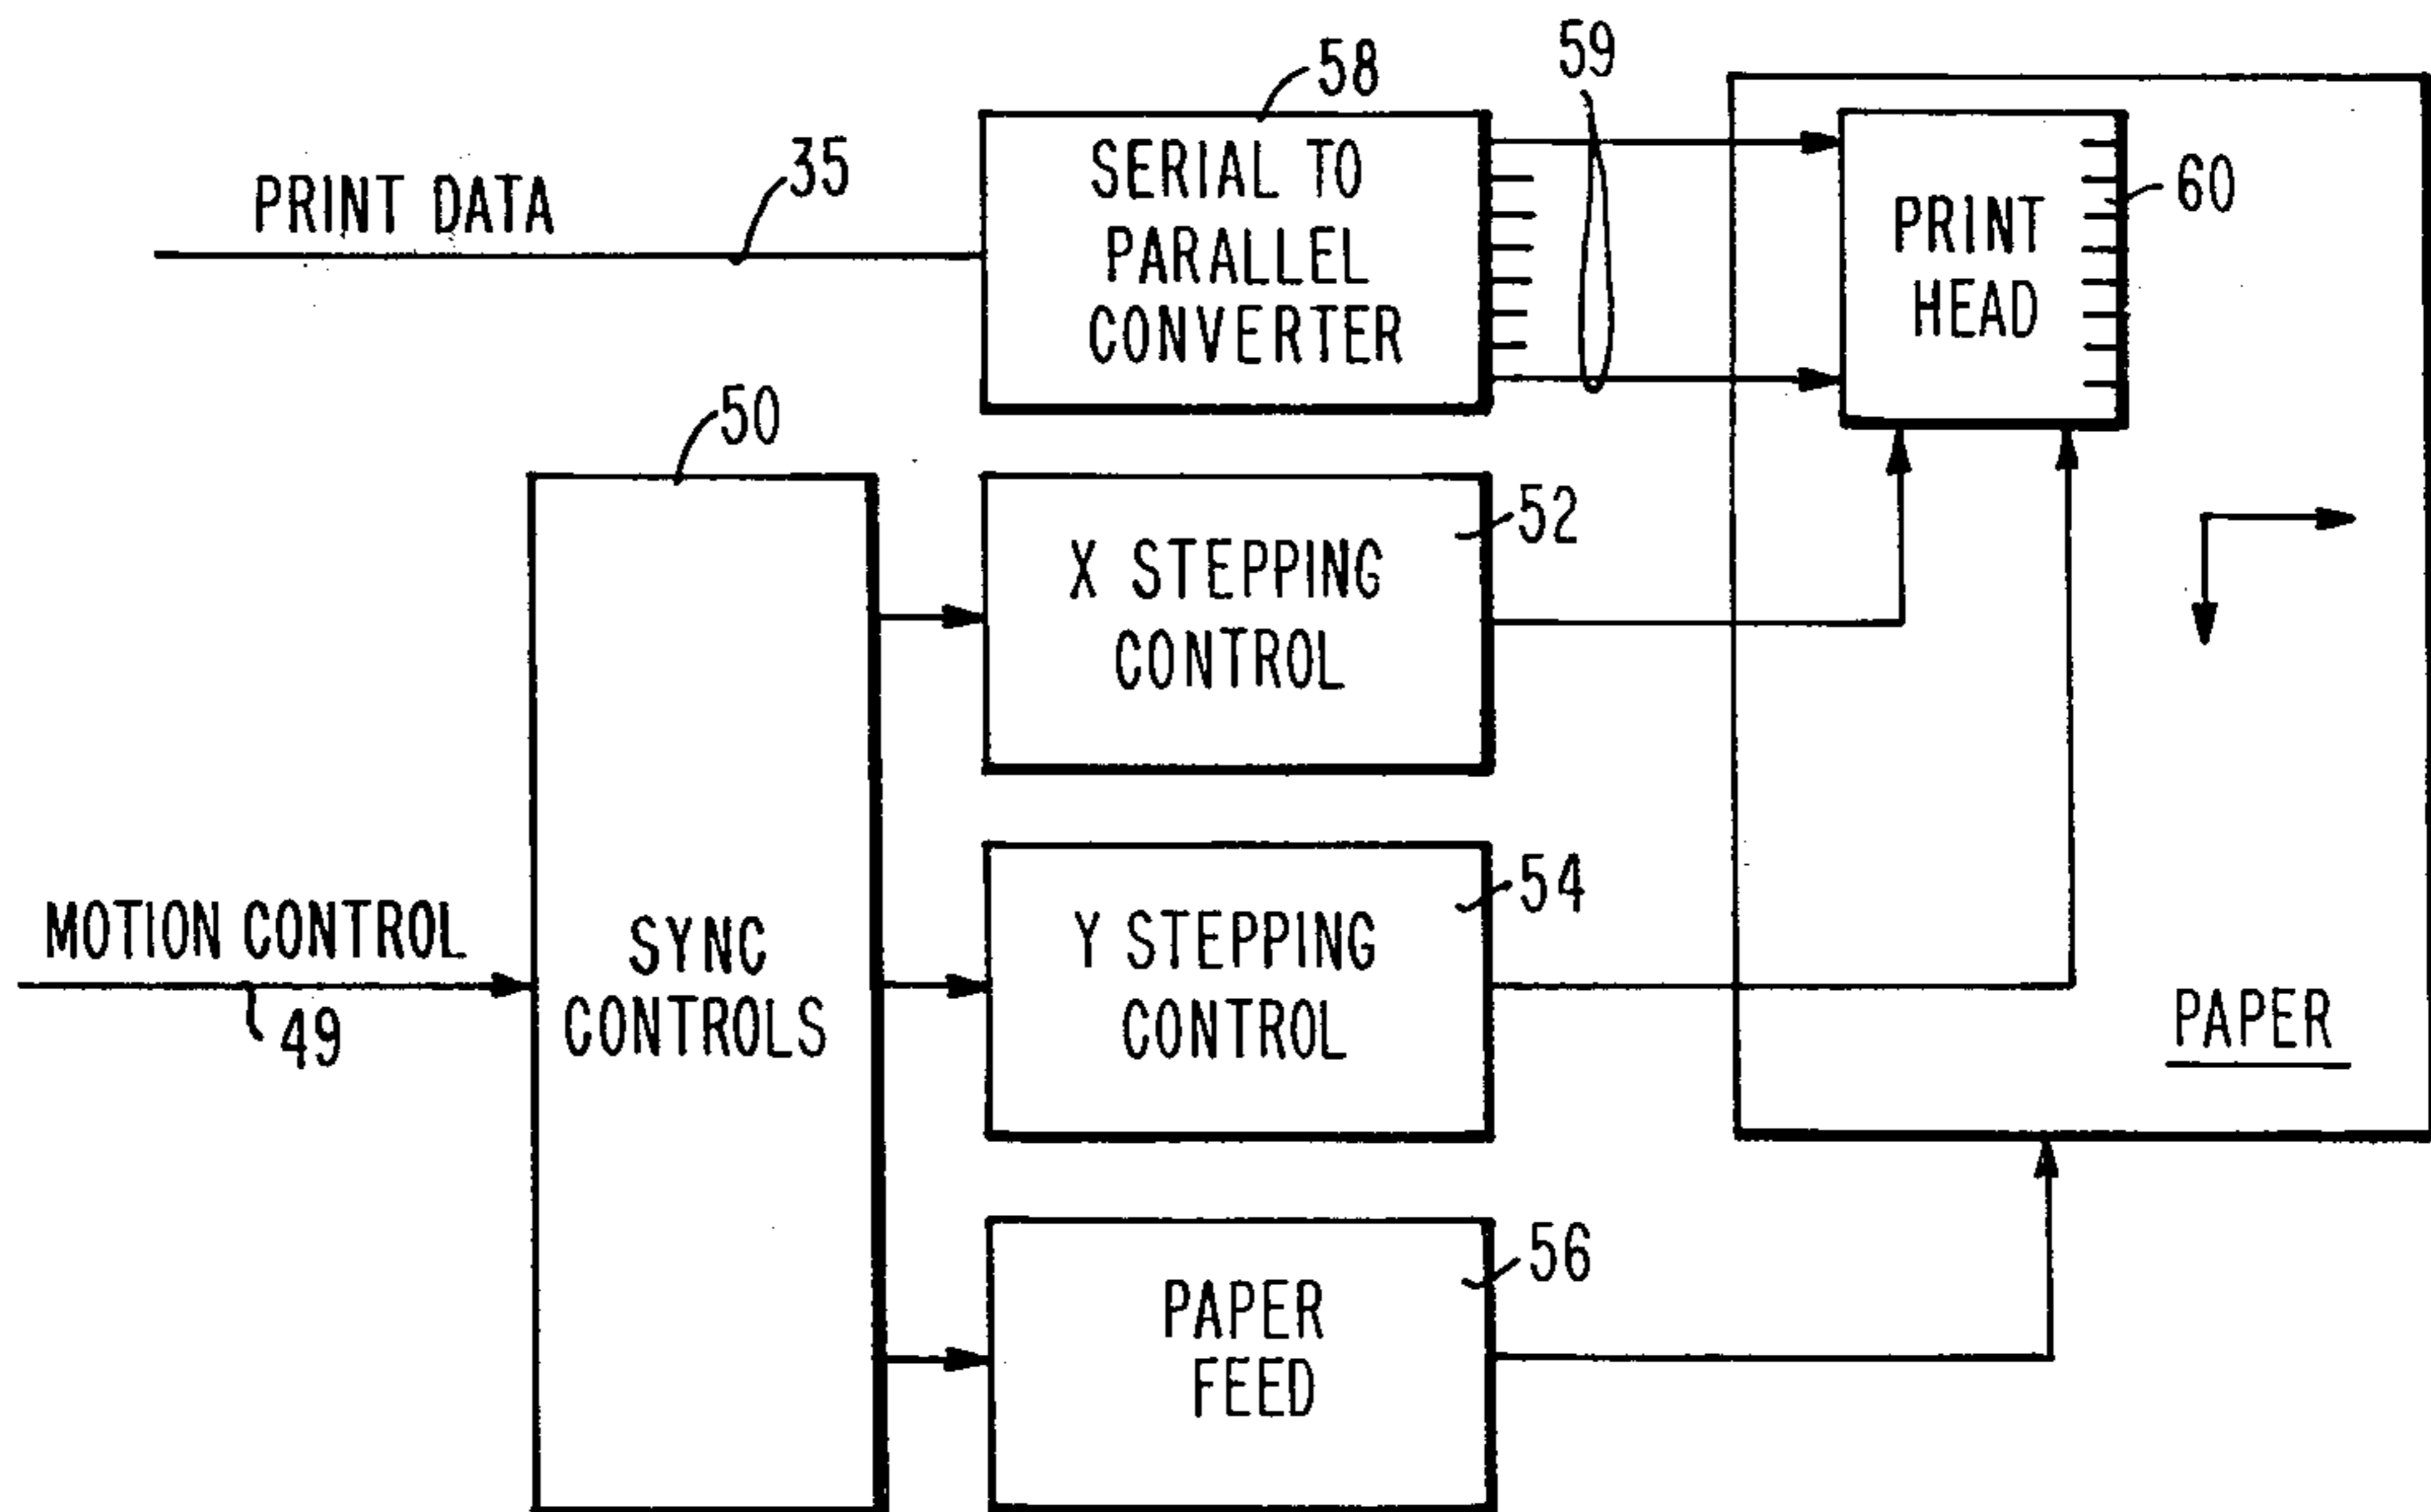 58
59
35
PRINT DATA
SERIAL TO
PARALLEL
CONVERTER
PRINT
HEAD
60
50
52
X STEPPING
CONTROL
MOTION CONTROL
49
SYNC
CONTROLS
54
Y STEPPING
CONTROL
PAPER
56
PAPER
FEED